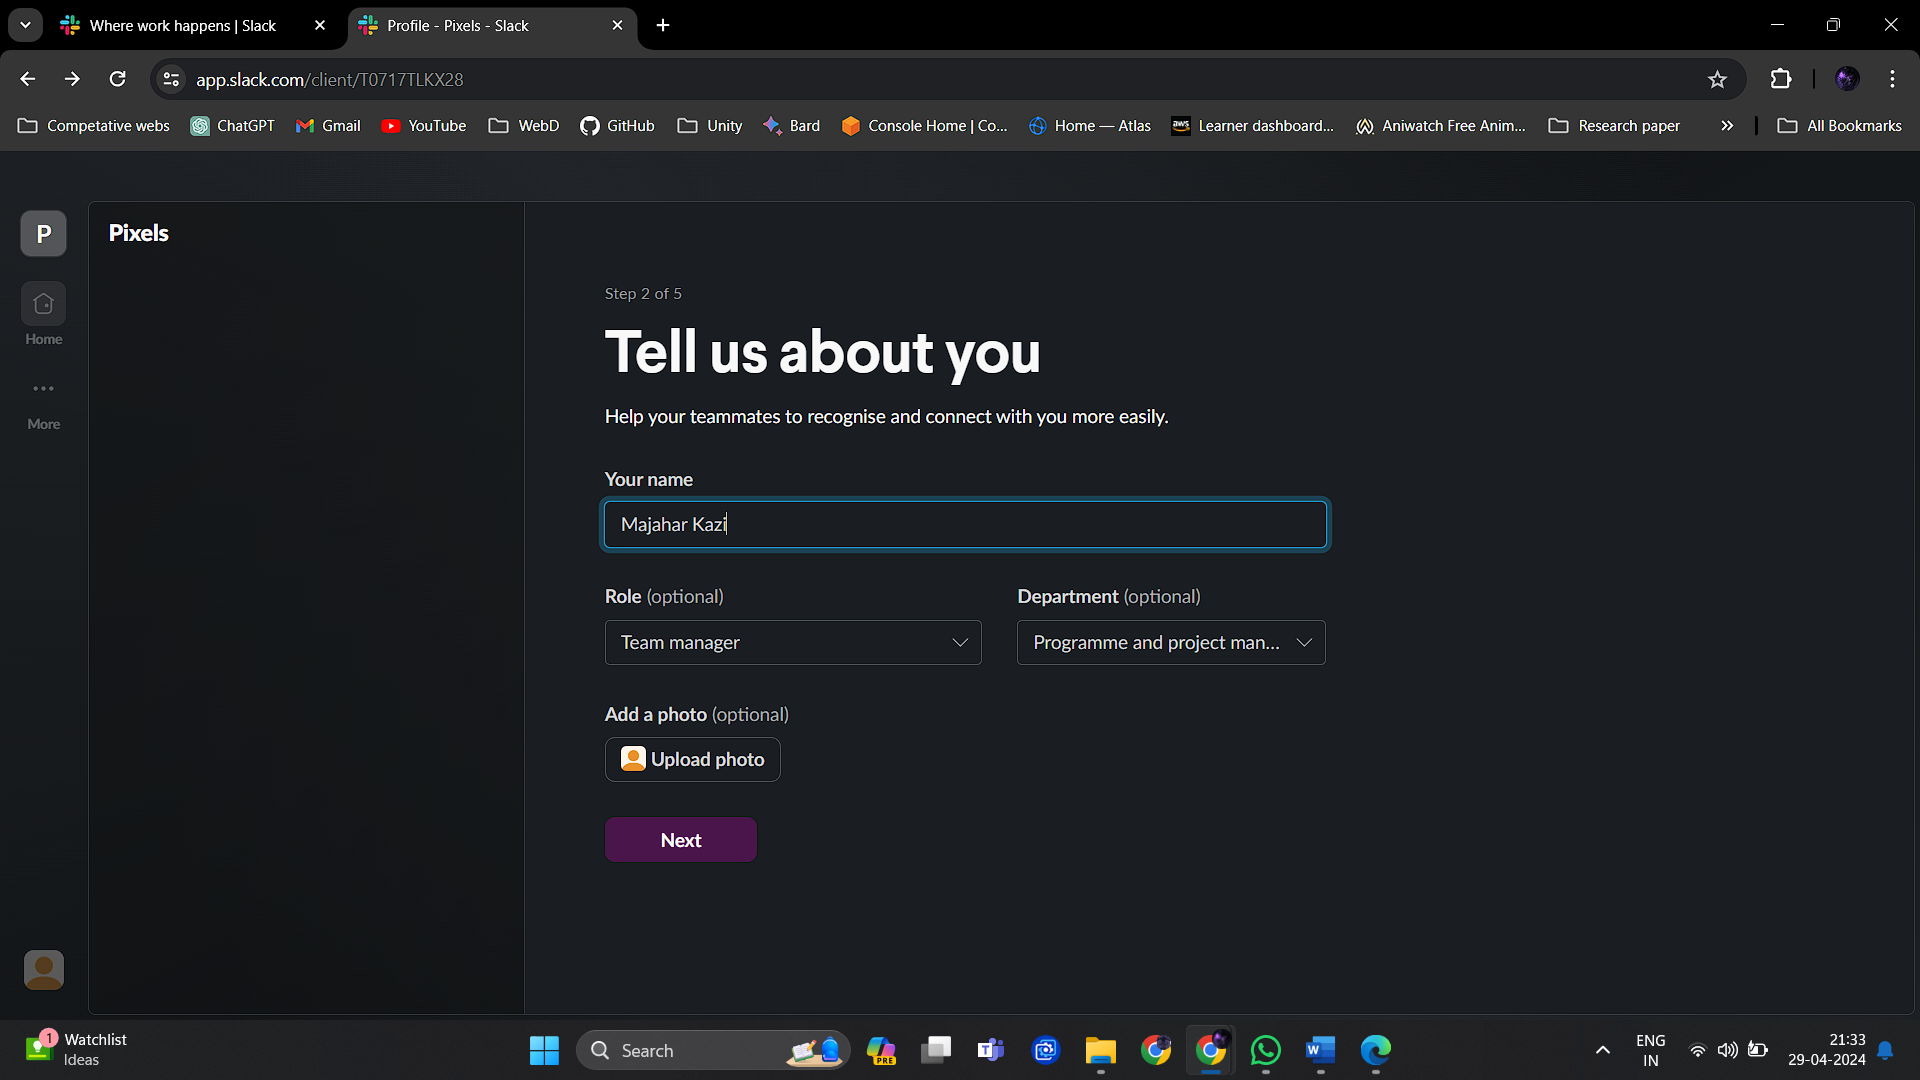 Where work happens | Slack
Profile - Pixels - Slack
app.slack.com/client/T0717TLKX28
Competative webs
ChatGPT
Gmail
YouTube
WebD
GitHub
Unity
Bard
Console Home | Co...
Home — Atlas
aws
Learner dashboard...
Aniwatch Free Anim...
Research paper
All Bookmarks
P
Pixels
Home
More
Step 2 of 5
Tell us about you
Help your teammates to recognise and connect with you more easily.
Your name
Majahar Kazi
Role (optional)
Department (optional)
Team manager
Programme and project man...
Add a photo (optional)
Upload photo
Next
1
Watchlist
Ideas
Search
PRE
T
W
ENG
IN
21:33
29-04-2024